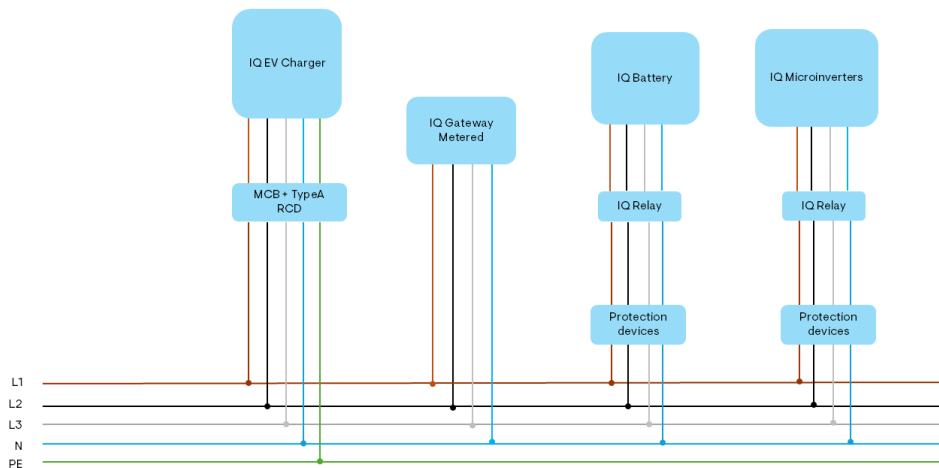 IQ EV Charger
IQ Gateway
Metered
IQ Battery
IQ Microinverters
MCB + TypeA
RCD
IQ Relay
IQ Relay
Protection
devices
Protection
devices
L1
L2
L3
N
PE